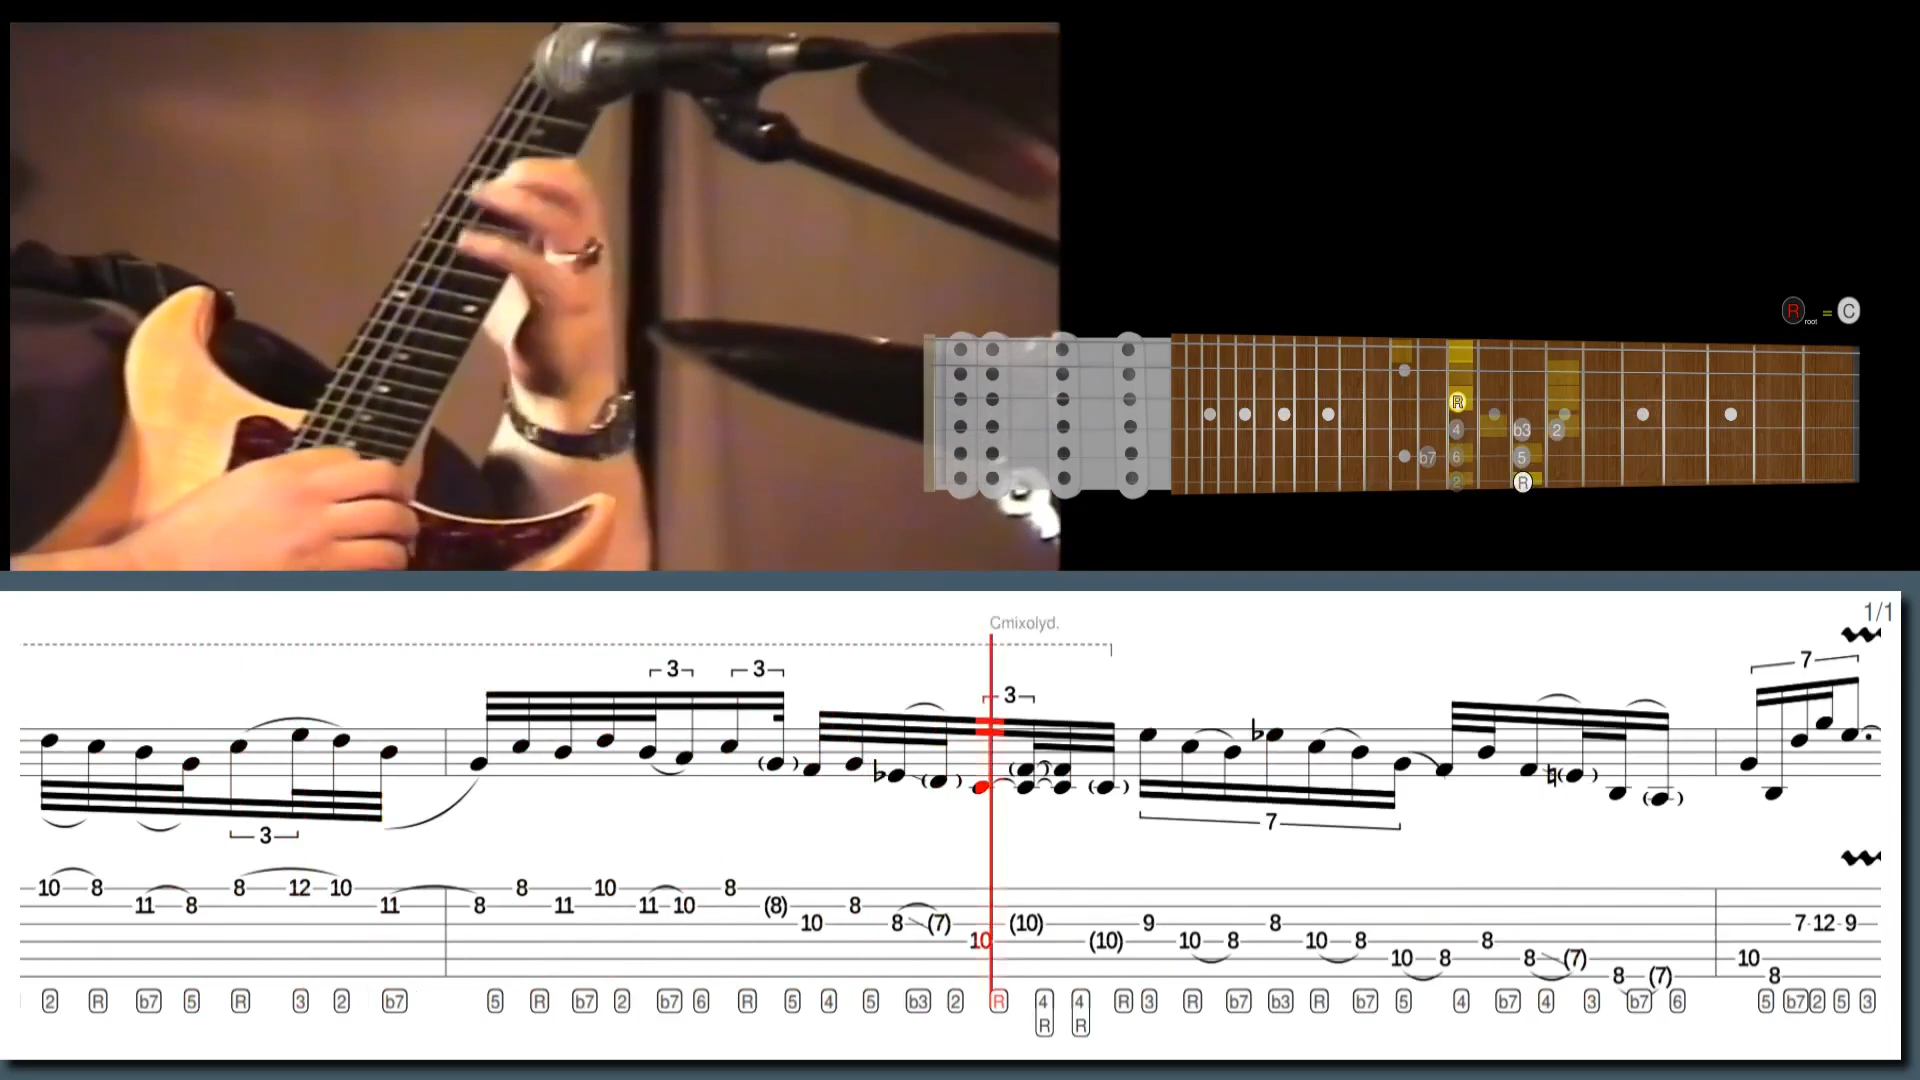 R root = C
R
4 b3 2
b7 6 5
2 R
Cmixolyd.
1/1
7
3 3
3
3
7
10 8 8 12 10 8 10 8
11 8 11 8 11 11 10 (8) 8
10 8 (7) (10) 9 8 7 12 9
10 (10) 10 8 10 8 8
10 8 8 (7) 10
8 (7) 8
2 R b7 5 R 3 2 b7 5 R b7 2 b7 6 R 5 4 5 b3 2 R 4 4 R 3 R b7 b3 R b7 5 4 b7 4 3 b7 6 5 b7 2 5 3
R R